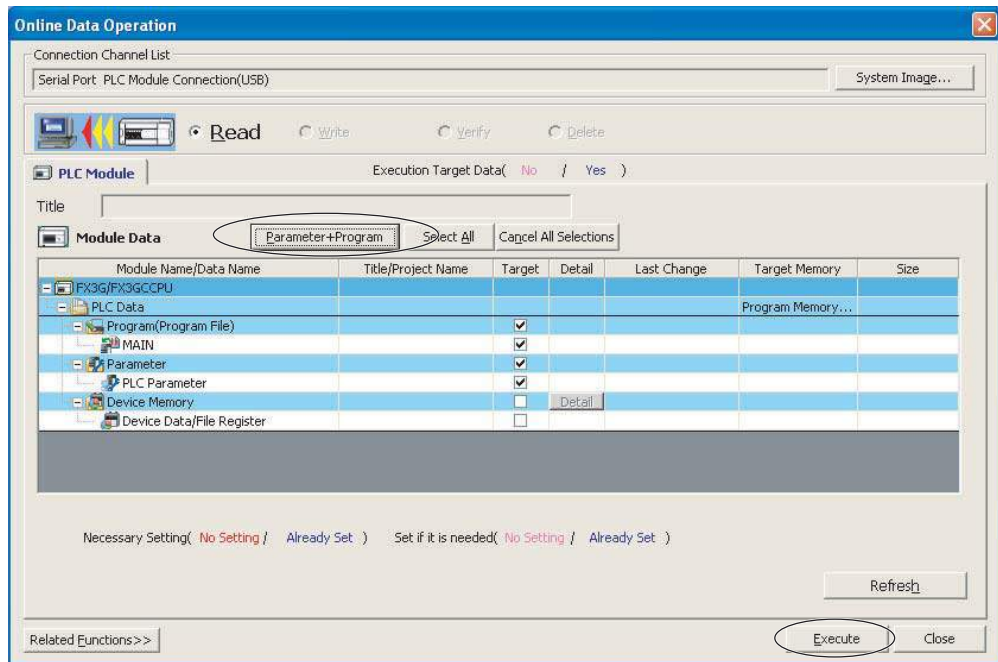 Online Data Operation
Connection Channel List
Serial Port PLC Module Connection(USB)
System Image...
Read
Write
Verify
Delete
PLC Module
Execution Target Data( No / Yes )
Title
Module Data
Parameter+Program
Select All
Cancel All Selections
Module Name/Data Name Title/Project Name Target Detail Last Change Target Memory Size
FX3G/FX3GCCPU
PLC Data Program Memory...
Program(Program File)
MAIN
Parameter
PLC Parameter
Device Memory Detail
Device Data/File Register
Necessary Setting( No Setting / Already Set ) Set if it is needed( No Setting / Already Set )
Refresh
Related Functions>>
Execute
Close